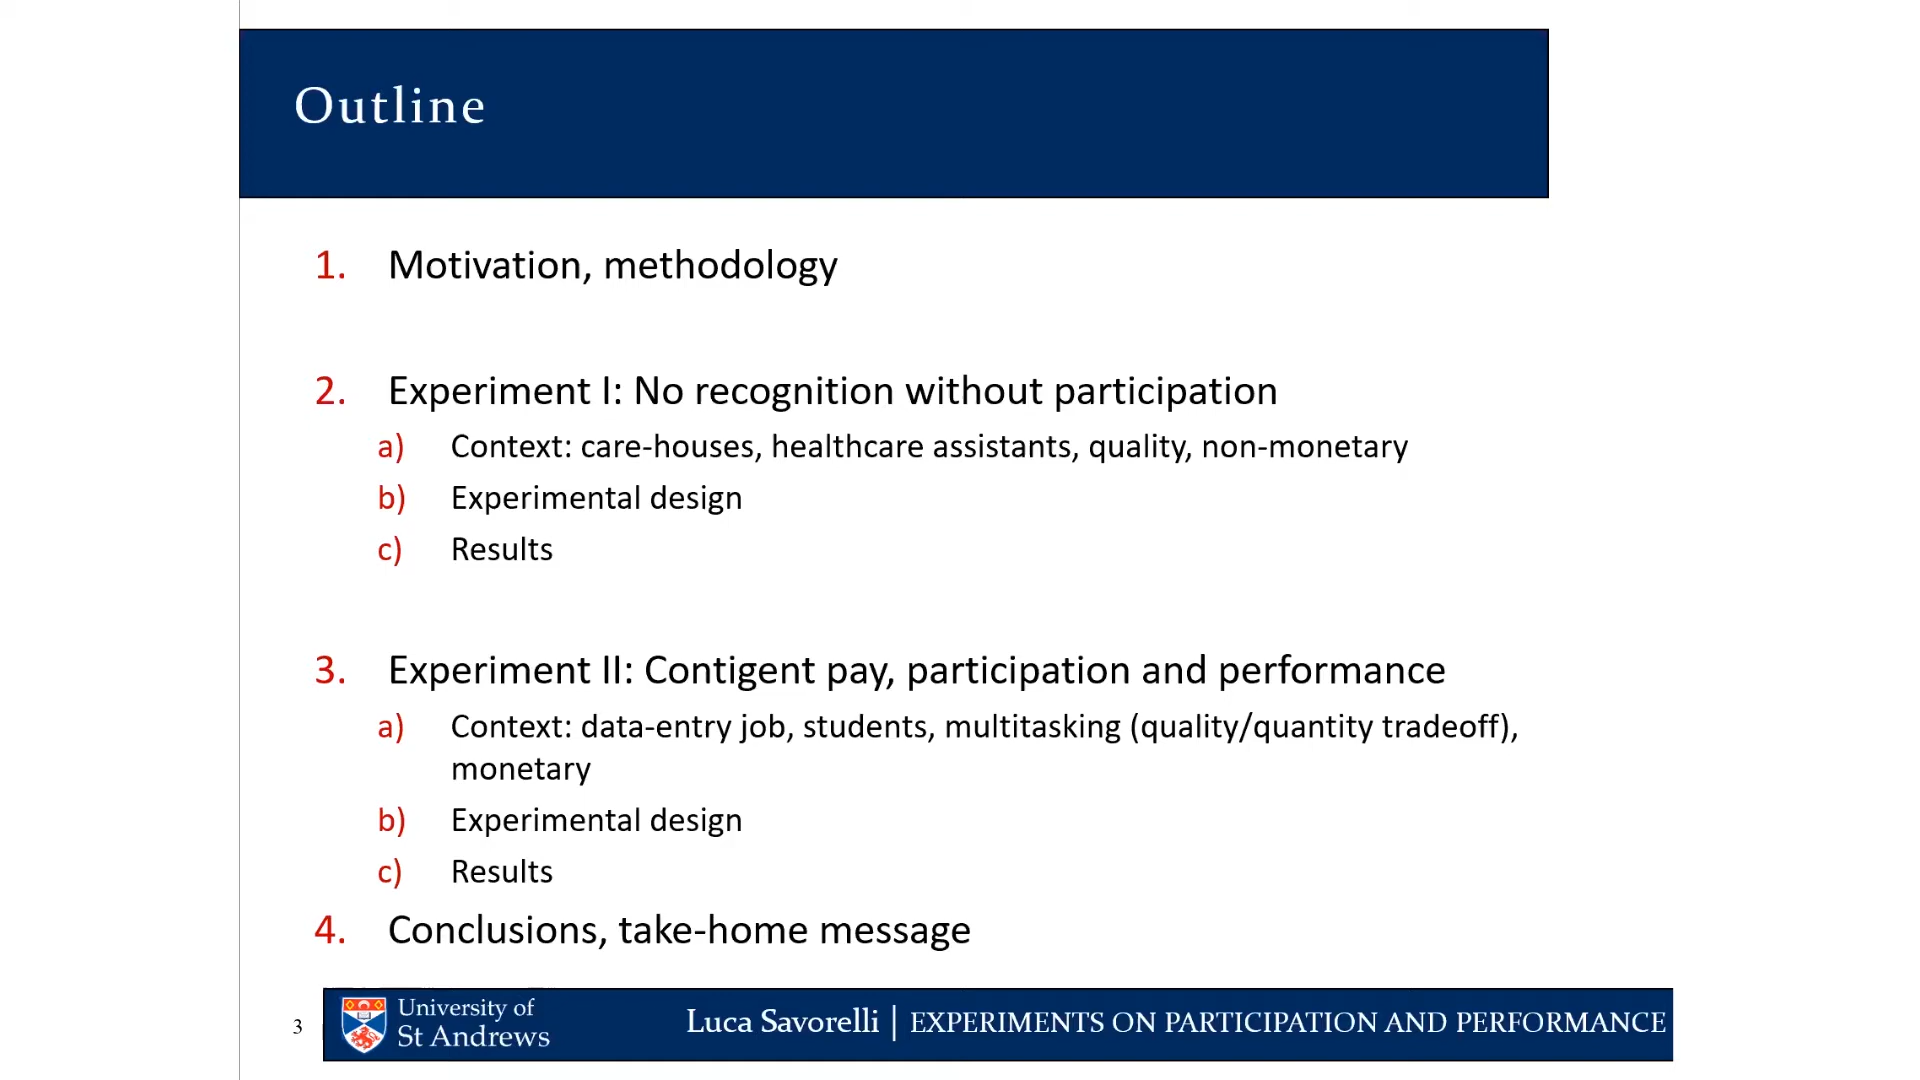 Outline
1. Motivation, methodology
2. Experiment I: No recognition without participation
a) Context: care-houses, healthcare assistants, quality, non-monetary
b) Experimental design
c) Results
3. Experiment II: Contigent pay, participation and performance
a) Context: data-entry job, students, multitasking (quality/quantity tradeoff),
monetary
b) Experimental design
c) Results
4. Conclusions, take-home message
3
University of
St Andrews
Luca Savorelli | EXPERIMENTS ON PARTICIPATION AND PERFORMANCE